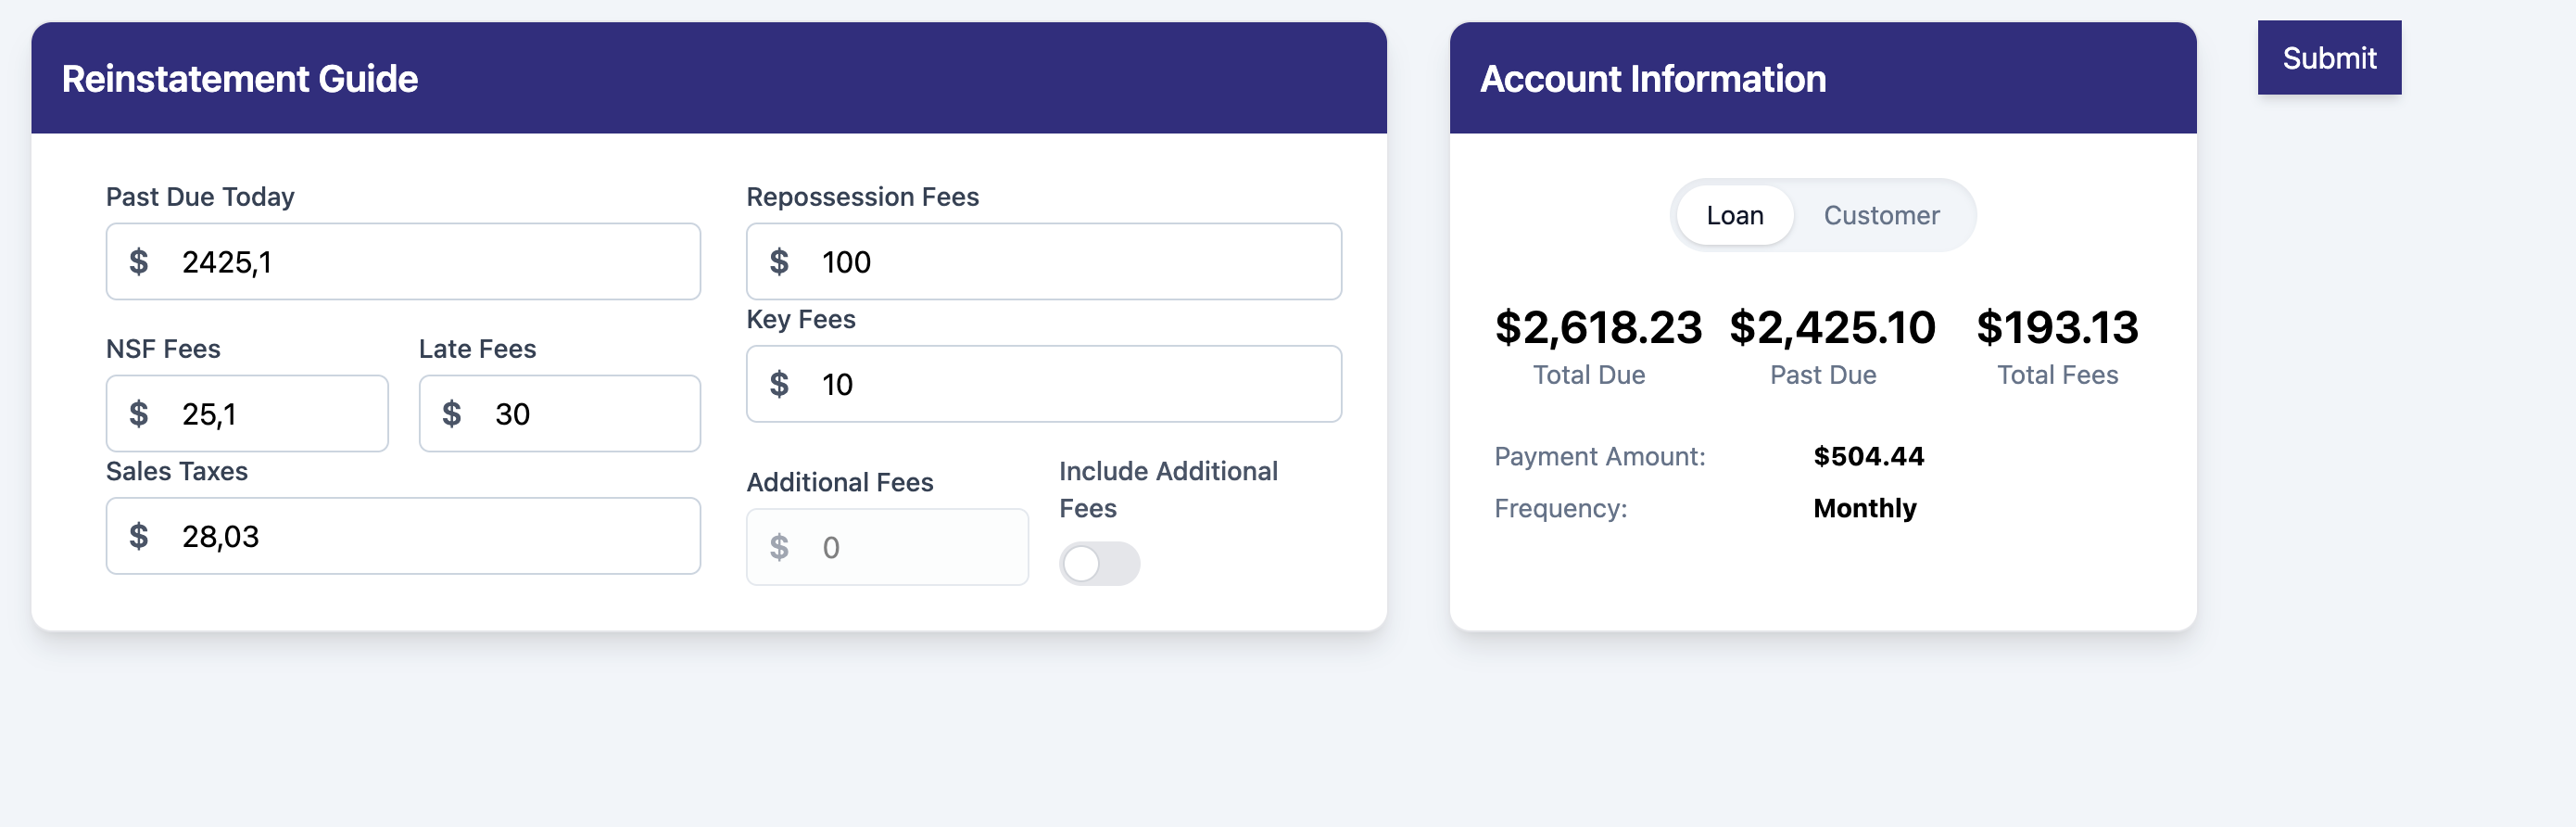 Reinstatement Guide
Past Due Today
$ 2425,1
NSF Fees
$ 25,1
Late Fees
$ 30
Sales Taxes
$ 28,03
Repossession Fees
$ 100
Key Fees
$ 10
Additional Fees
$ 0
Include Additional
Fees
Account Information
Loan Customer
$2,618.23 $2,425.10 $193.13
Total Due Past Due Total Fees
Payment Amount: $504.44
Frequency: Monthly
Submit